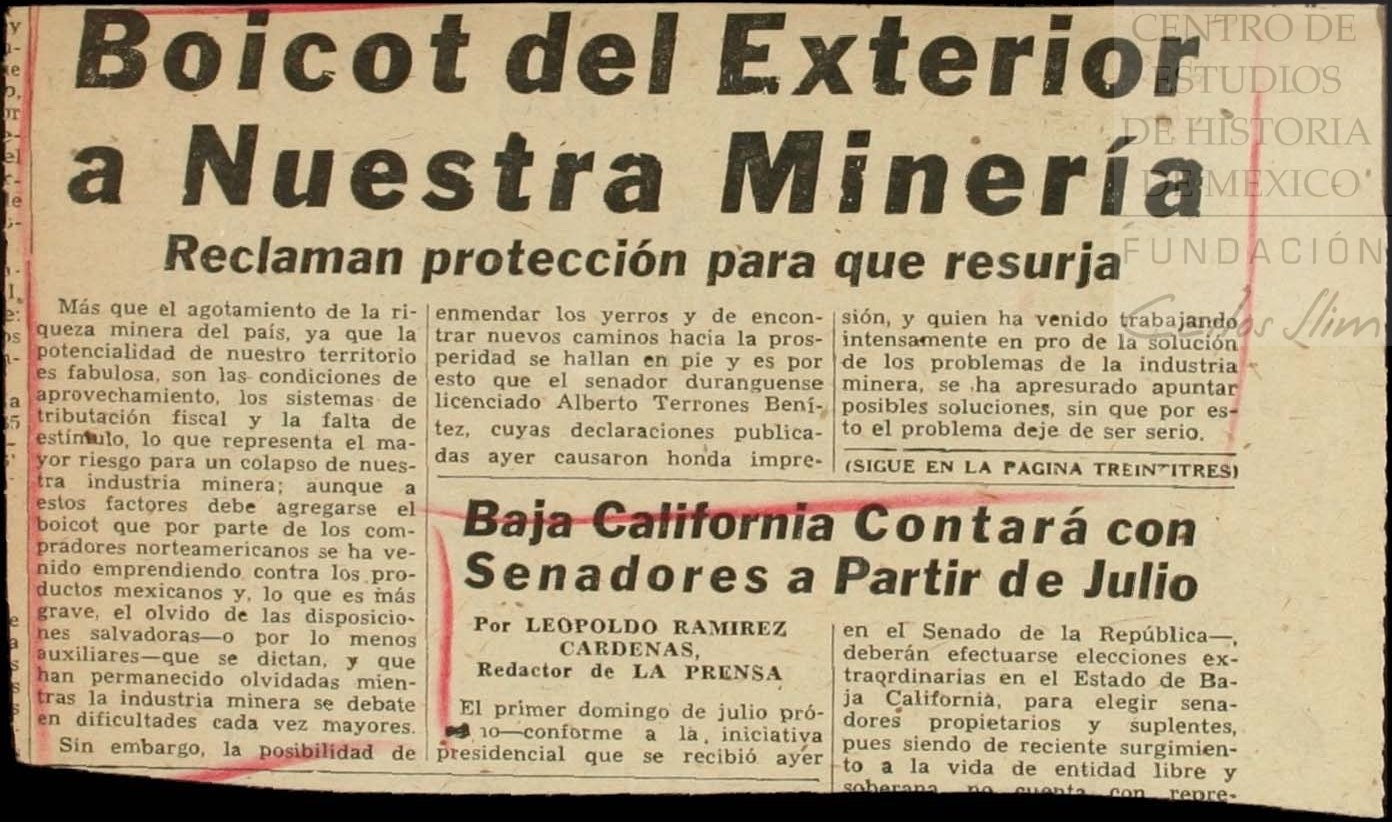 Boicot del Exterior
a Nuestra Minería
Reclaman protección para que resurja
Más que el agotamiento de la ri-
queza minera del país, ya que la
potencialidad de nuestro territorio
es fabulosa, son las condiciones de
aprovechamiento, los sistemas de
tributación fiscal y la falta de
estímulo, lo que representa el ma-
yor riesgo para un colapso de nues-
tra industria minera; aunque a
estos factores debe agregarse el
boicot que por parte de los com-
pradores norteamericanos se ha ve-
nido emprendiendo contra los pro-
ductos mexicanos y, lo que es más
grave, el olvido de las disposicio-
nes salvadoras—o por lo menos
auxiliares—que se dictan, y que
han permanecido olvidadas mien-
tras la industria minera se debate
en dificultades cada vez mayores.
Sin embargo, la posibilidad de
enmendar los yerros y de encon-
trar nuevos caminos hacia la pros-
peridad se hallan en pie y es por
esto que el senador duranguense
licenciado Alberto Terrones Bení-
tez, cuyas declaraciones publica-
das ayer causaron honda impre-
sión, y quien ha venido trabajando
intensamente en pro de la solución
de los problemas de la industria
minera, se ha apresurado apuntar
posibles soluciones, sin que por es-
to el problema deje de ser serio.
(SIGUE EN LA PAGINA TREINTITRES)
Baja California Contará con
Senadores a Partir de Julio
Por LEOPOLDO RAMIREZ
CARDENAS,
Redactor de LA PRENSA
El primer domingo de julio pró-
10—conforme a la iniciativa
presidencial que se recibió ayer
en el Senado de la República—,
deberán efectuarse elecciones ex-
traordinarias en el Estado de Ba-
ja California, para elegir sena-
dores propietarios y suplentes,
pues siendo de reciente surgimien-
to a la vida de entidad libre y
soberana, no cuenta con repre-
CENTRO DE
ESTUDIOS
DE HISTORIA
DE MEXICO
FUNDACIÓN
Carlos Slim